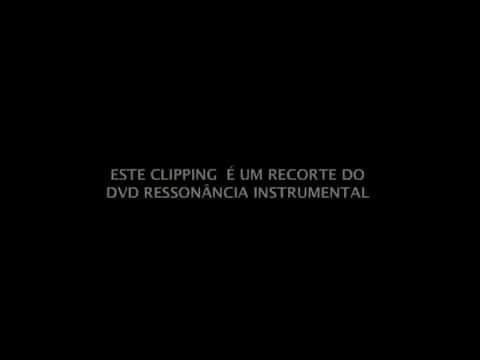 ESTE CLIPPING É UM RECORTE DO
DVD RESSONÂNCIA INSTRUMENTAL